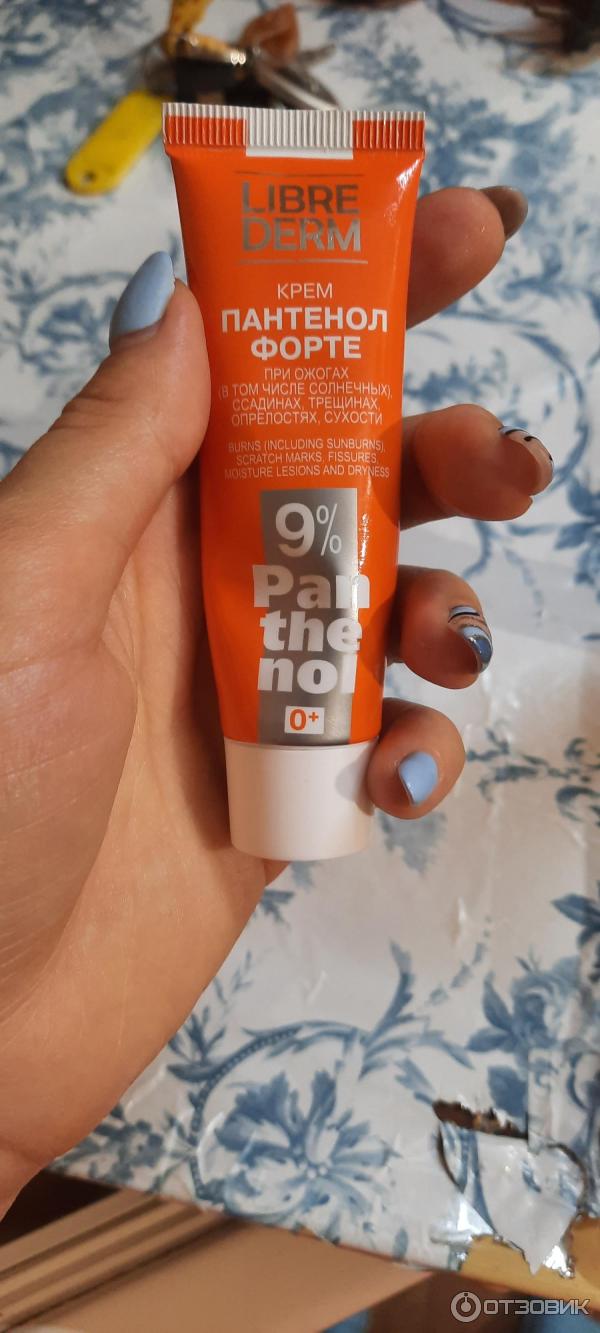 LIBRE
DERM
КРЕМ
ПАНТЕНОЛ
ФОРТЕ
ПРИ ОЖОГАХ
(В ТОМ ЧИСЛЕ СОЛНЕЧНЫХ),
ССАДИНАХ, ТРЕЩИНАХ,
ОПРЕЛОСТЯХ, СУХОСТИ
BURNS (INCLUDING SUNBURNS),
SCRATCH MARKS, FISSURES,
MOISTURE LESIONS AND DRYNESS
9%
Pan
the
nol
0+
ОТЗОВИК